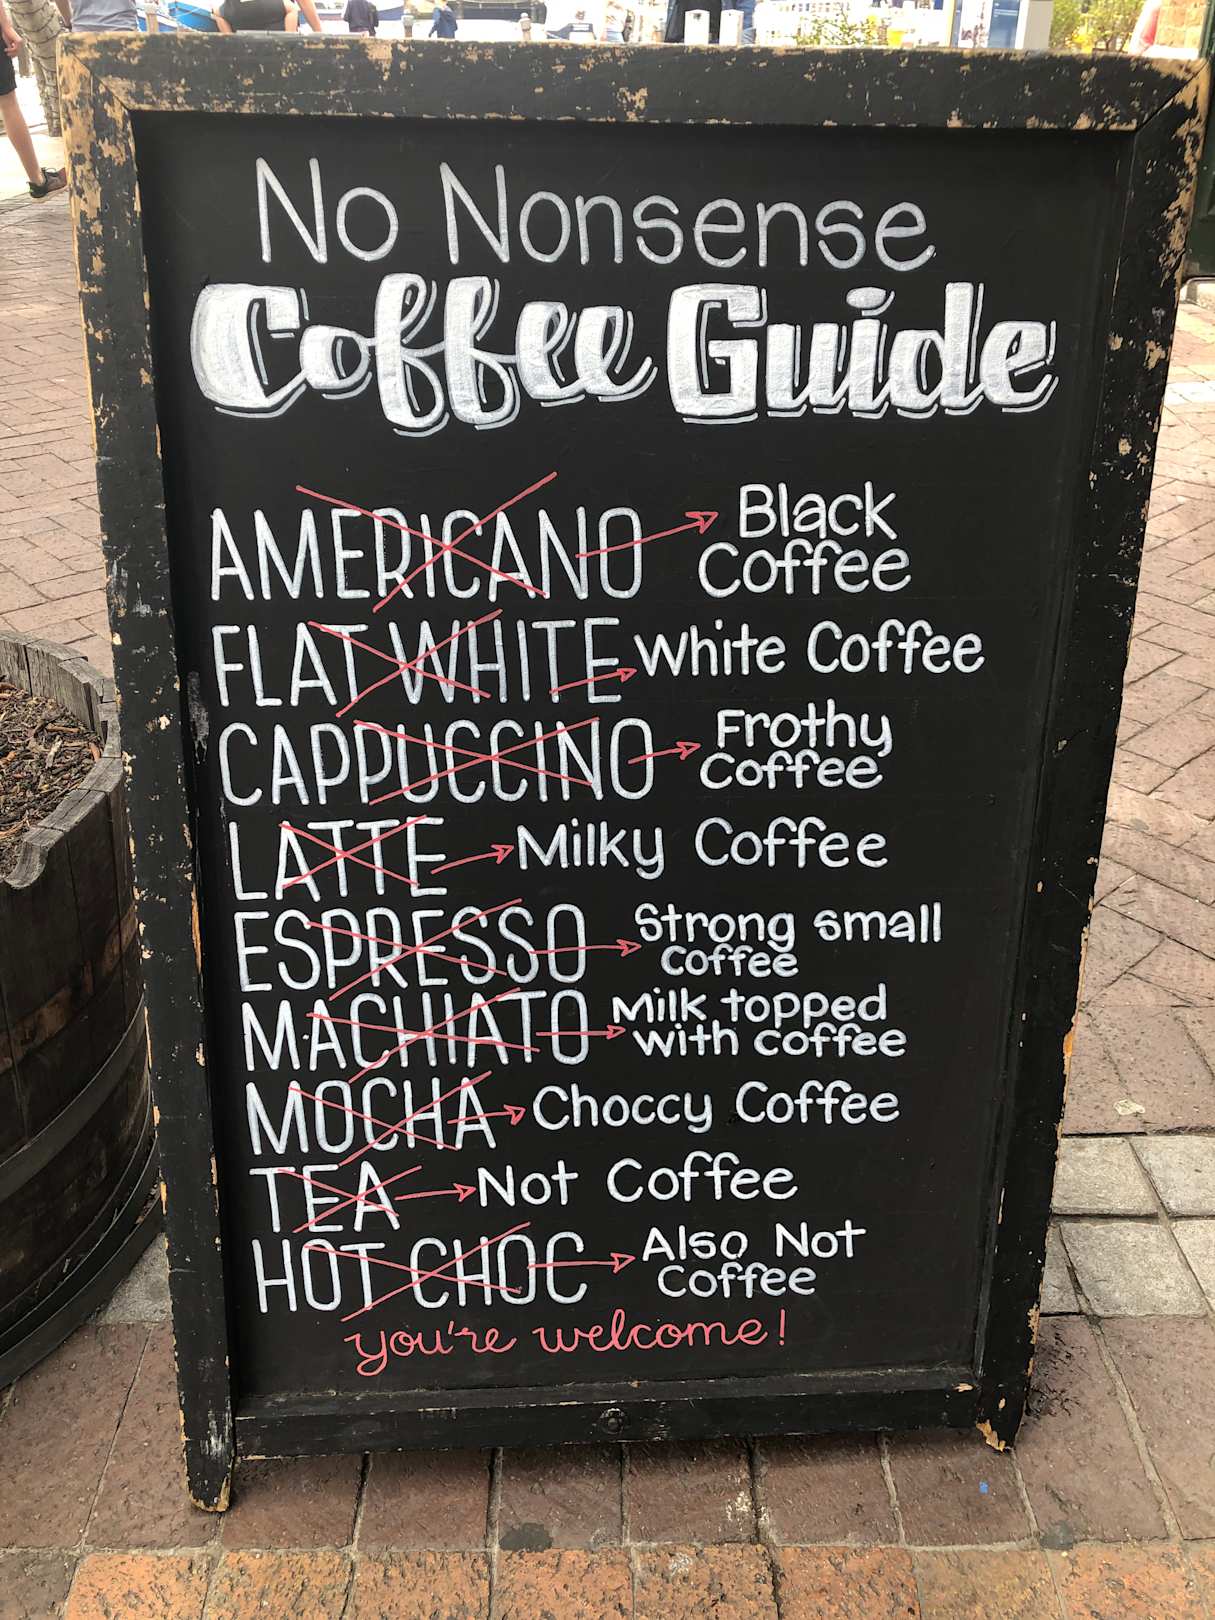 No Nonsense
Coffee Guide
AMERICANO → Black
Coffee
FLAT WHITE → White Coffee
CAPPUCCINO → Frothy
Coffee
LATTE → Milky Coffee
ESPRESSO → Strong small
coffee
MACHIATO → Milk topped
with coffee
MOCHA → Choccy Coffee
TEA → Not Coffee
HOT CHOC → Also Not
Coffee
you're welcome!